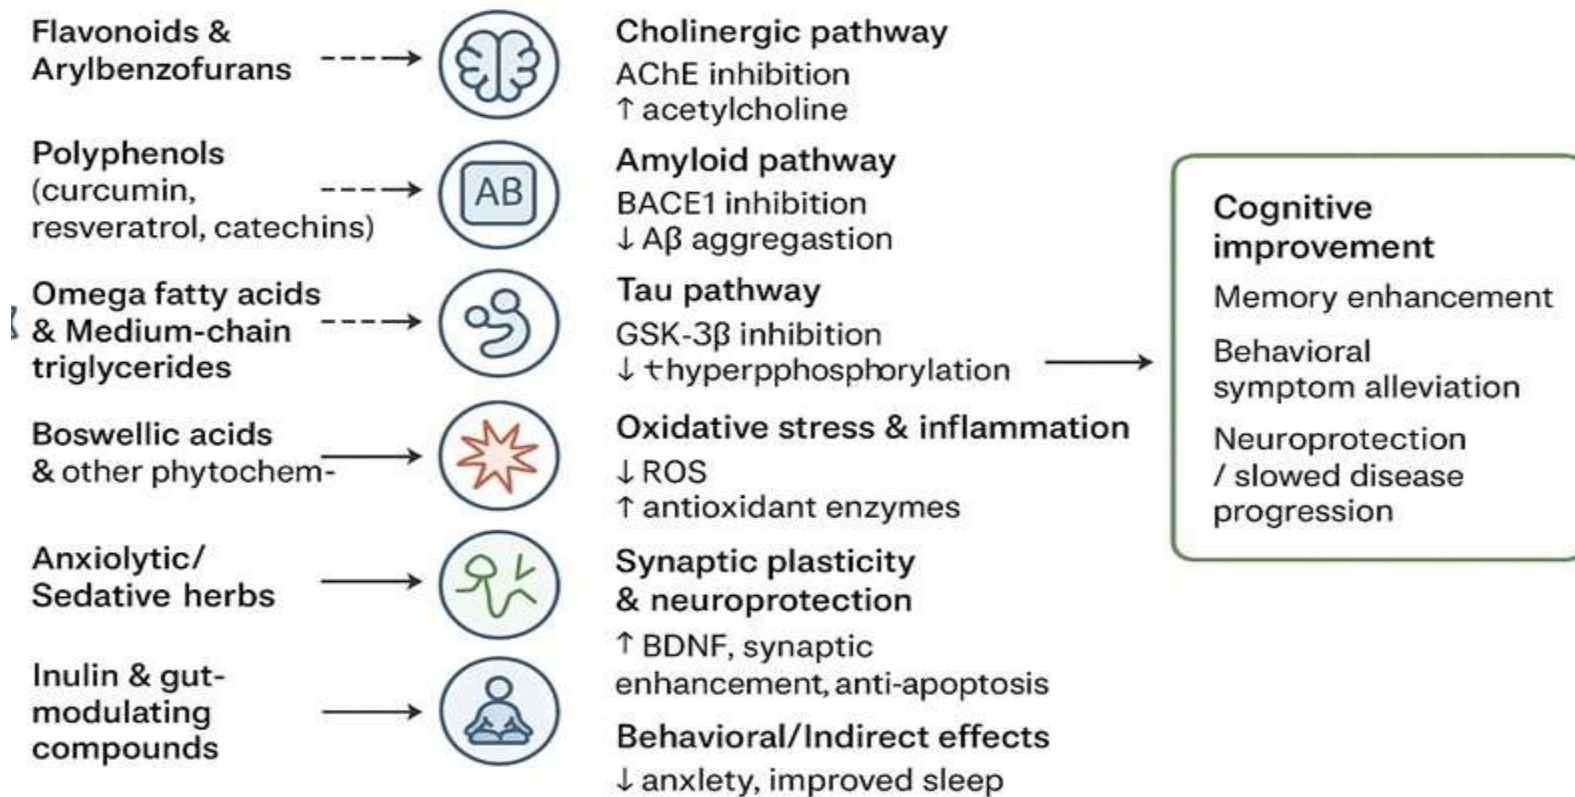 Flavonoids &
Arylbenzofurans
Cholinergic pathway
AChE inhibition
↑ acetylcholine
Polyphenols
(curcumin,
resveratrol, catechins)
AB
Amyloid pathway
BACE1 inhibition
↓ Aβ aggregastion
Omega fatty acids
& Medium-chain
triglycerides
Tau pathway
GSK-3β inhibition
↓ ƚhyperpphosphorylation
Boswellic acids
& other phytochem-
Oxidative stress & inflammation
↓ ROS
↑ antioxidant enzymes
Anxiolytic/
Sedative herbs
Synaptic plasticity
& neuroprotection
↑ BDNF, synaptic
enhancement, anti-apoptosis
Inulin & gut-
modulating
compounds
Behavioral/Indirect effects
↓ anxlety, improved sleep
Cognitive
improvement
Memory enhancement
Behavioral
symptom alleviation
Neuroprotection
/ slowed disease
progression